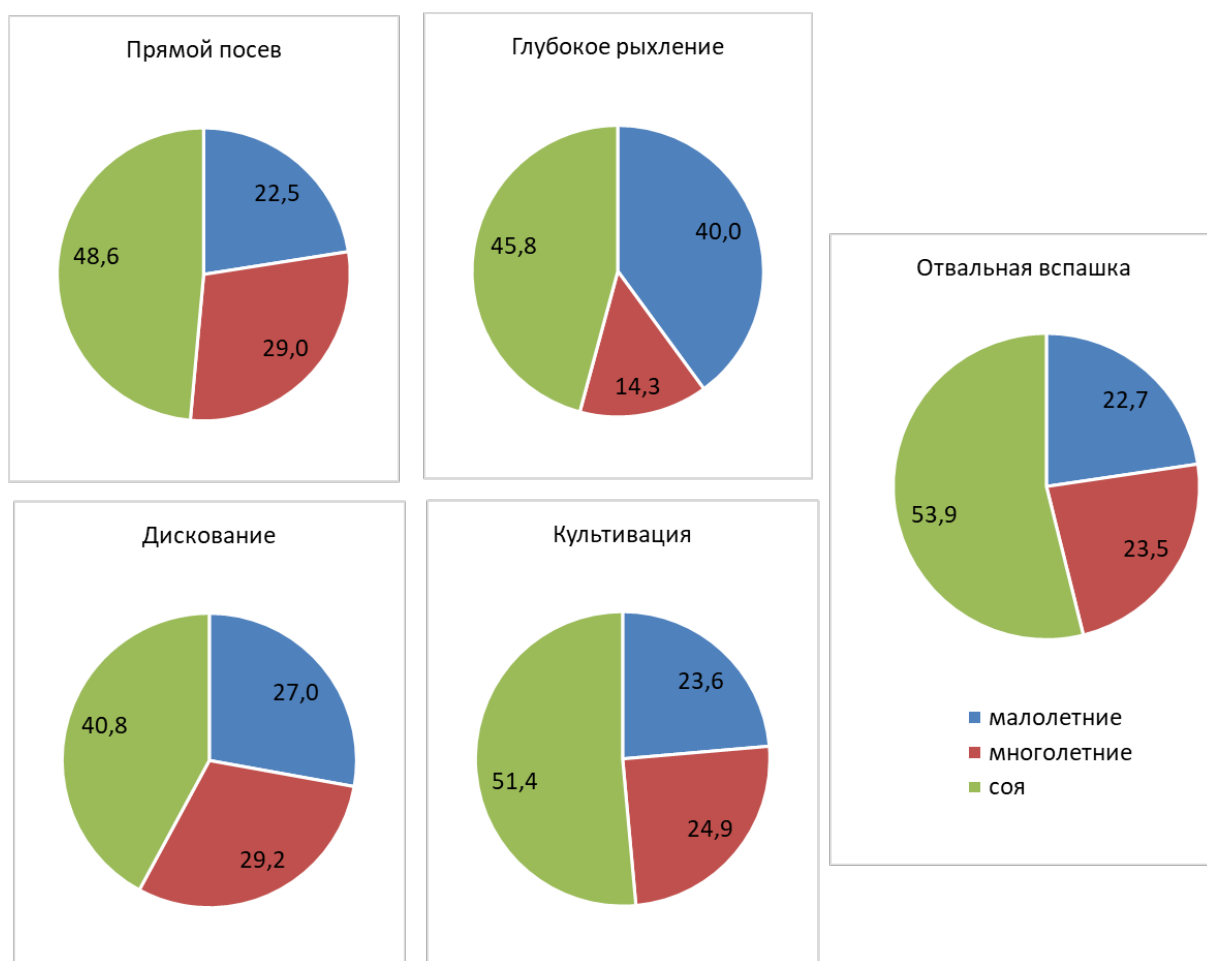 Прямой посев
22,5
48,6
29,0
Глубокое рыхление
40,0
45,8
14,3
Отвальная вспашка
22,7
53,9
23,5
малолетние
многолетние
соя
Дискование
27,0
40,8
29,2
Культивация
23,6
51,4
24,9